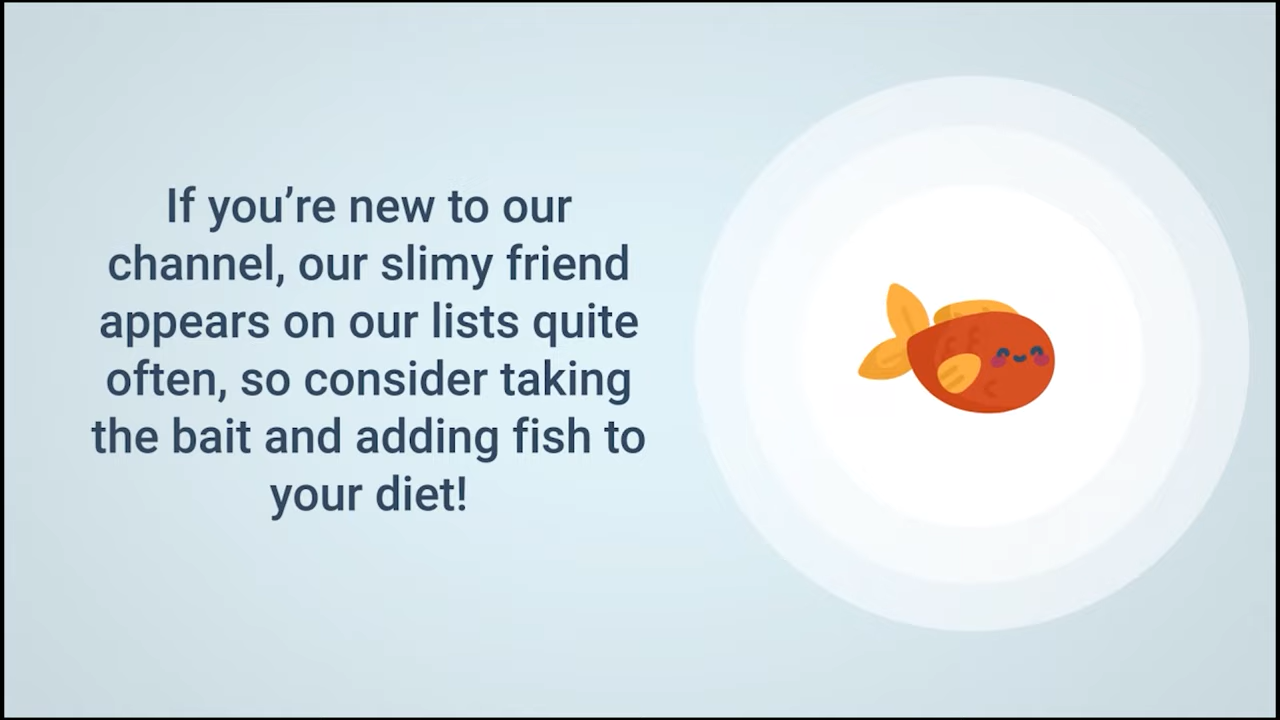 If you’re new to our
channel, our slimy friend
appears on our lists quite
often, so consider taking
the bait and adding fish to
your diet!